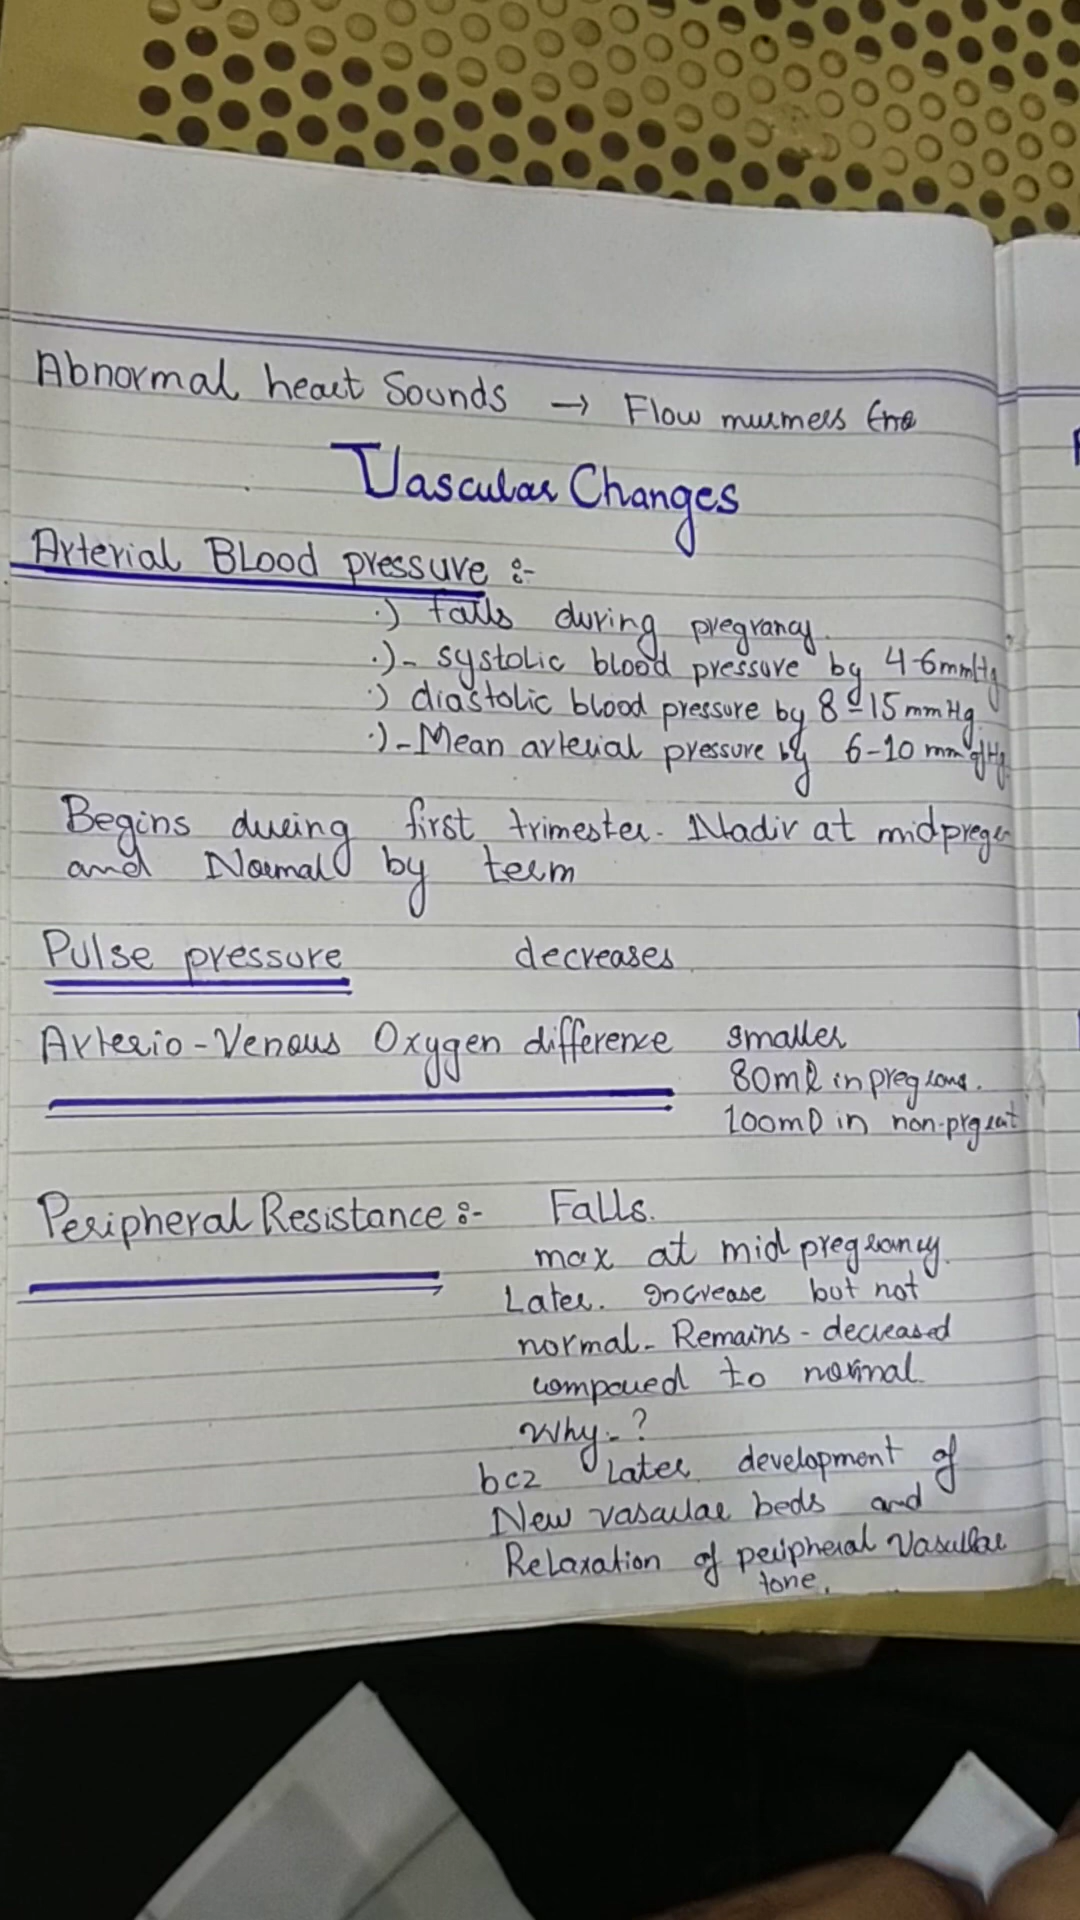 Abnormal heart Sounds → Flow murmers
Vascular Changes
Arterial Blood pressure :-
.) falls during pregnancy.
.)- systolic blood pressure by 4-6mmHg
.) diastolic blood pressure by 8-15 mmHg.
.)- Mean arterial pressure by 6-10 mm of Hg.
Begins during first trimester. Nadir at midpreg
and Normal by term
Pulse pressure decreases
Arterio-Venous Oxygen difference smaller
80ml in
100ml in
Peripheral Resistance :- Falls.
max at mid pregnancy.
Later. Increase but not
normal- Remains - decreased
compared to normal
Why-?
bcz Later development of
New vascular beds and
Relaxation of peripheral Vascular
tone.